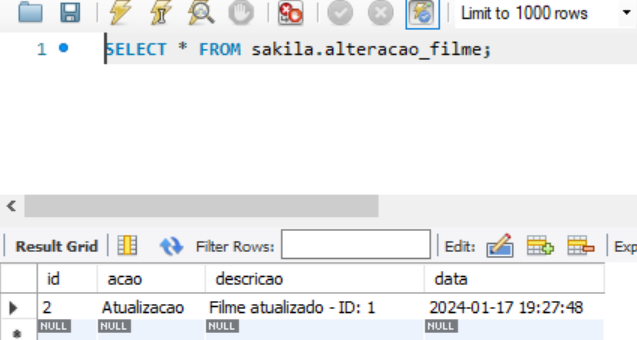 Limit to 1000 rows
1 SELECT * FROM sakila.alteracao_filme;
Result Grid Filter Rows: Edit: Exp
id acao descricao data
2 Atualizacao Filme atualizado - ID: 1 2024-01-17 19:27:48
NULL NULL NULL NULL